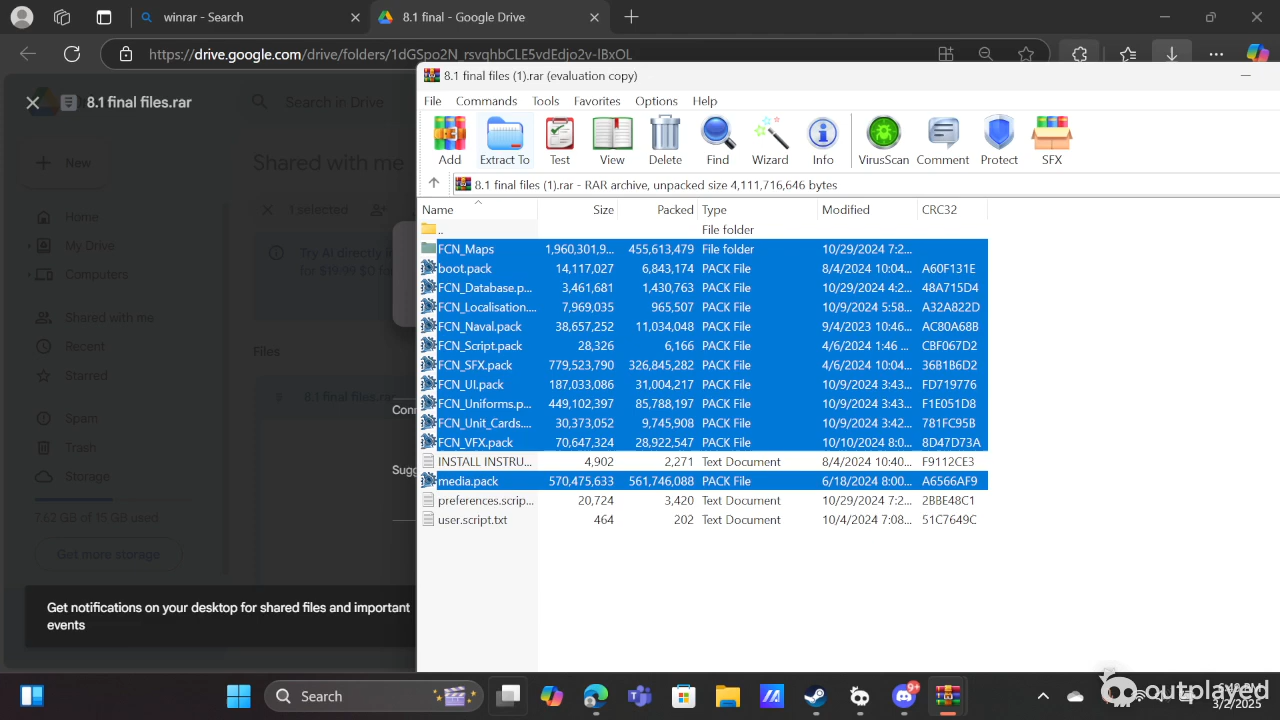 winrar - Search
8.1 final - Google Drive
https://drive.google.com/drive/folders/1dGSpo2N_rsvghbCLE5vdEdjo2v-IBxOL
8.1 final files.rar
Search in Drive
New
Shared with me
1 selected
Home
My Drive
Try AI directly i
Computers
for $19.99 $0 fo
Shared with me
Recent
Files
Starred
8.1 final files.ra
Conn
Spam
Trash
Sugg
Storage
7.62 GB of 15 GB used
Get more storage
Get notifications on your desktop for shared files and important
events
8.1 final files (1).rar (evaluation copy)
File Commands Tools Favorites Options Help
Add Extract To Test View Delete Find Wizard Info VirusScan Comment Protect SFX
8.1 final files (1).rar - RAR archive, unpacked size 4,111,716,646 bytes
Name Size Packed Type Modified CRC32
.. File folder
FCN_Maps 1,960,301,9... 455,613,479 File folder 10/29/2024 7:2...
boot.pack 14,117,027 6,843,174 PACK File 8/4/2024 10:04... A60F131E
FCN_Database.p... 3,461,681 1,430,763 PACK File 10/29/2024 4:2... 48A715D4
FCN_Localisation.... 7,969,035 965,507 PACK File 10/9/2024 5:58... A32A822D
FCN_Naval.pack 38,657,252 11,034,048 PACK File 9/4/2023 10:46... AC80A68B
FCN_Script.pack 28,326 6,166 PACK File 4/6/2024 1:46 ... CBF067D2
FCN_SFX.pack 779,523,790 326,845,282 PACK File 4/6/2024 10:04... 36B1B6D2
FCN_UI.pack 187,033,086 31,004,217 PACK File 10/9/2024 3:43... FD719776
FCN_Uniforms.p... 449,102,397 85,788,197 PACK File 10/9/2024 3:43... F1E051D8
FCN_Unit_Cards.... 30,373,052 9,745,908 PACK File 10/9/2024 3:42... 781FC95B
FCN_VFX.pack 70,647,324 28,922,547 PACK File 10/10/2024 8:0... 8D47D73A
INSTALL INSTRU... 4,902 2,271 Text Document 8/4/2024 10:40... F9112CE3
media.pack 570,475,633 561,746,088 PACK File 6/18/2024 8:00... A6566AF9
preferences.scrip... 20,724 3,420 Text Document 10/29/2024 7:2... 2BBE48C1
user.script.txt 464 202 Text Document 10/4/2024 7:08... 51C7649C
Search
9+
outplayed
3/2/2025